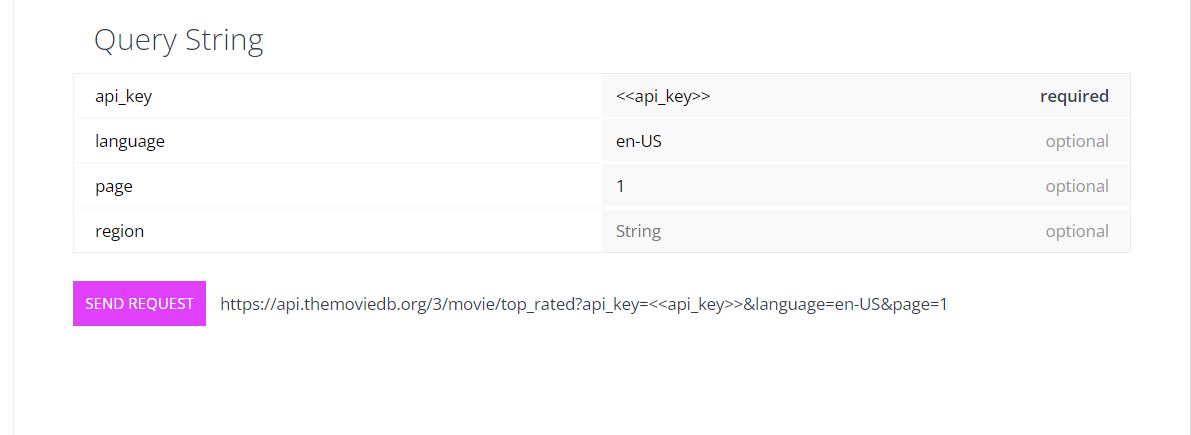 Query String
api_key <<api_key>> required
language en-US optional
page 1 optional
region String optional
SEND REQUEST https://api.themoviedb.org/3/movie/top_rated?api_key=<<api_key>>&language=en-US&page=1